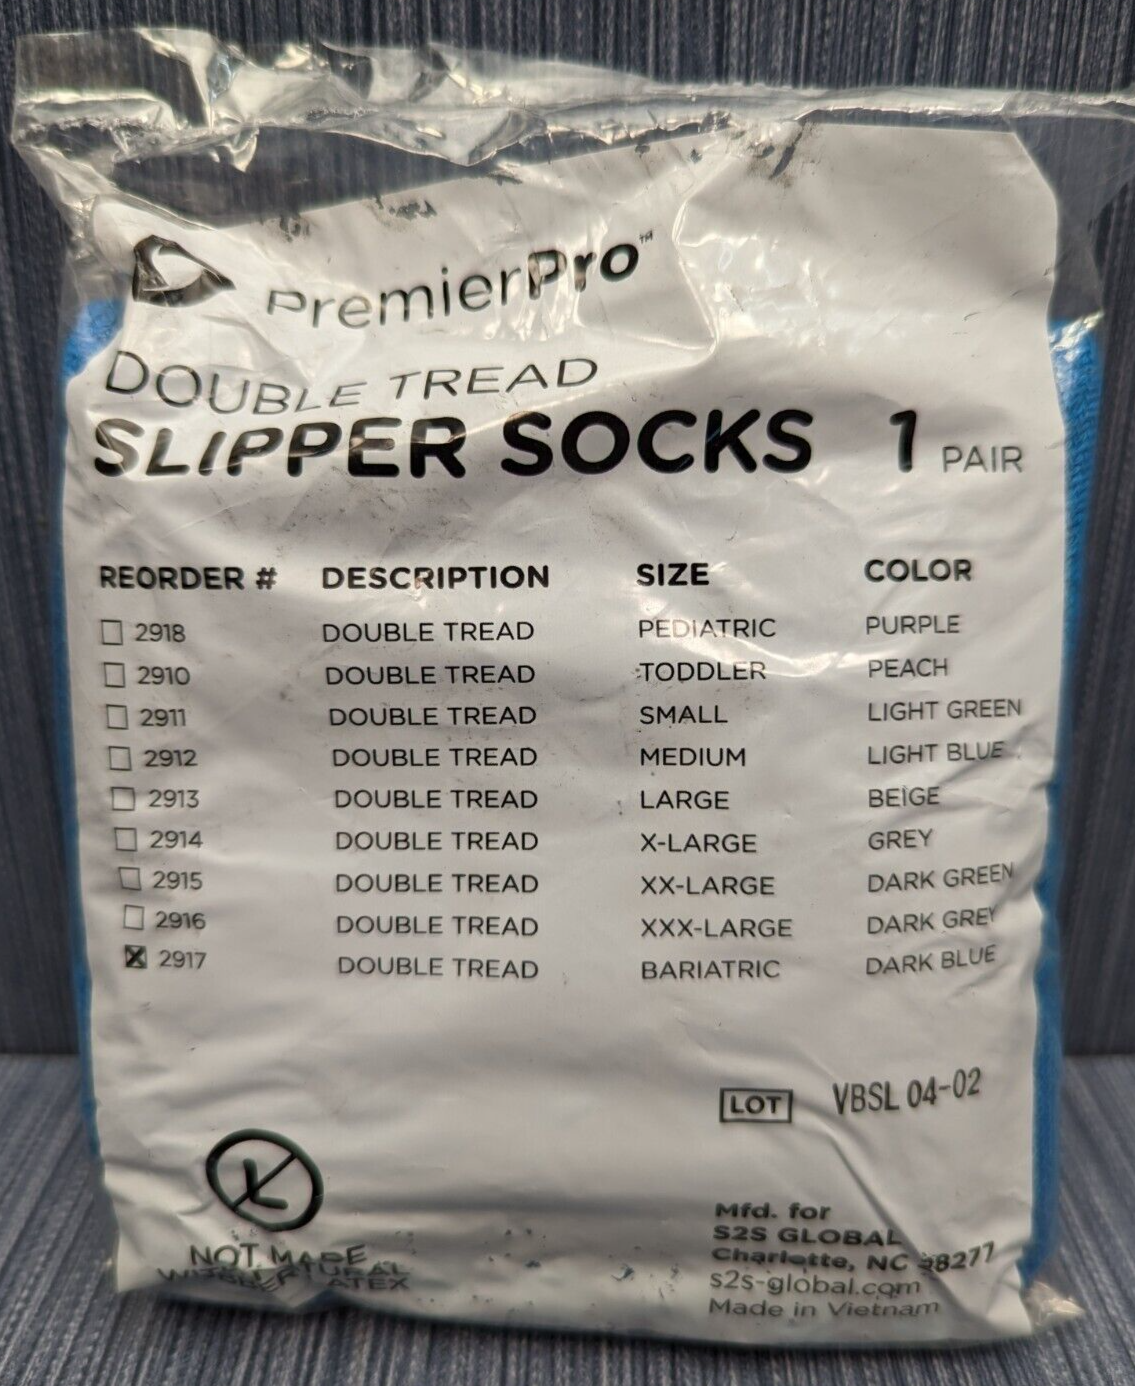 PremierPro™
DOUBLE TREAD
SLIPPER SOCKS 1 PAIR
REORDER # DESCRIPTION SIZE COLOR
☐ 2918 DOUBLE TREAD PEDIATRIC PURPLE
☐ 2910 DOUBLE TREAD TODDLER PEACH
☐ 2911 DOUBLE TREAD SMALL LIGHT GREEN
☐ 2912 DOUBLE TREAD MEDIUM LIGHT BLUE
☐ 2913 DOUBLE TREAD LARGE BEIGE
☐ 2914 DOUBLE TREAD X-LARGE GREY
☐ 2915 DOUBLE TREAD XX-LARGE DARK GREEN
☐ 2916 DOUBLE TREAD XXX-LARGE DARK GREY
☒ 2917 DOUBLE TREAD BARIATRIC DARK BLUE
LOT VBSL 04-02
L
NOT MADE
Mfd. for
S2S GLOBAL
Charlotte, NC 28277
s2s-global.com
Made in Vietnam